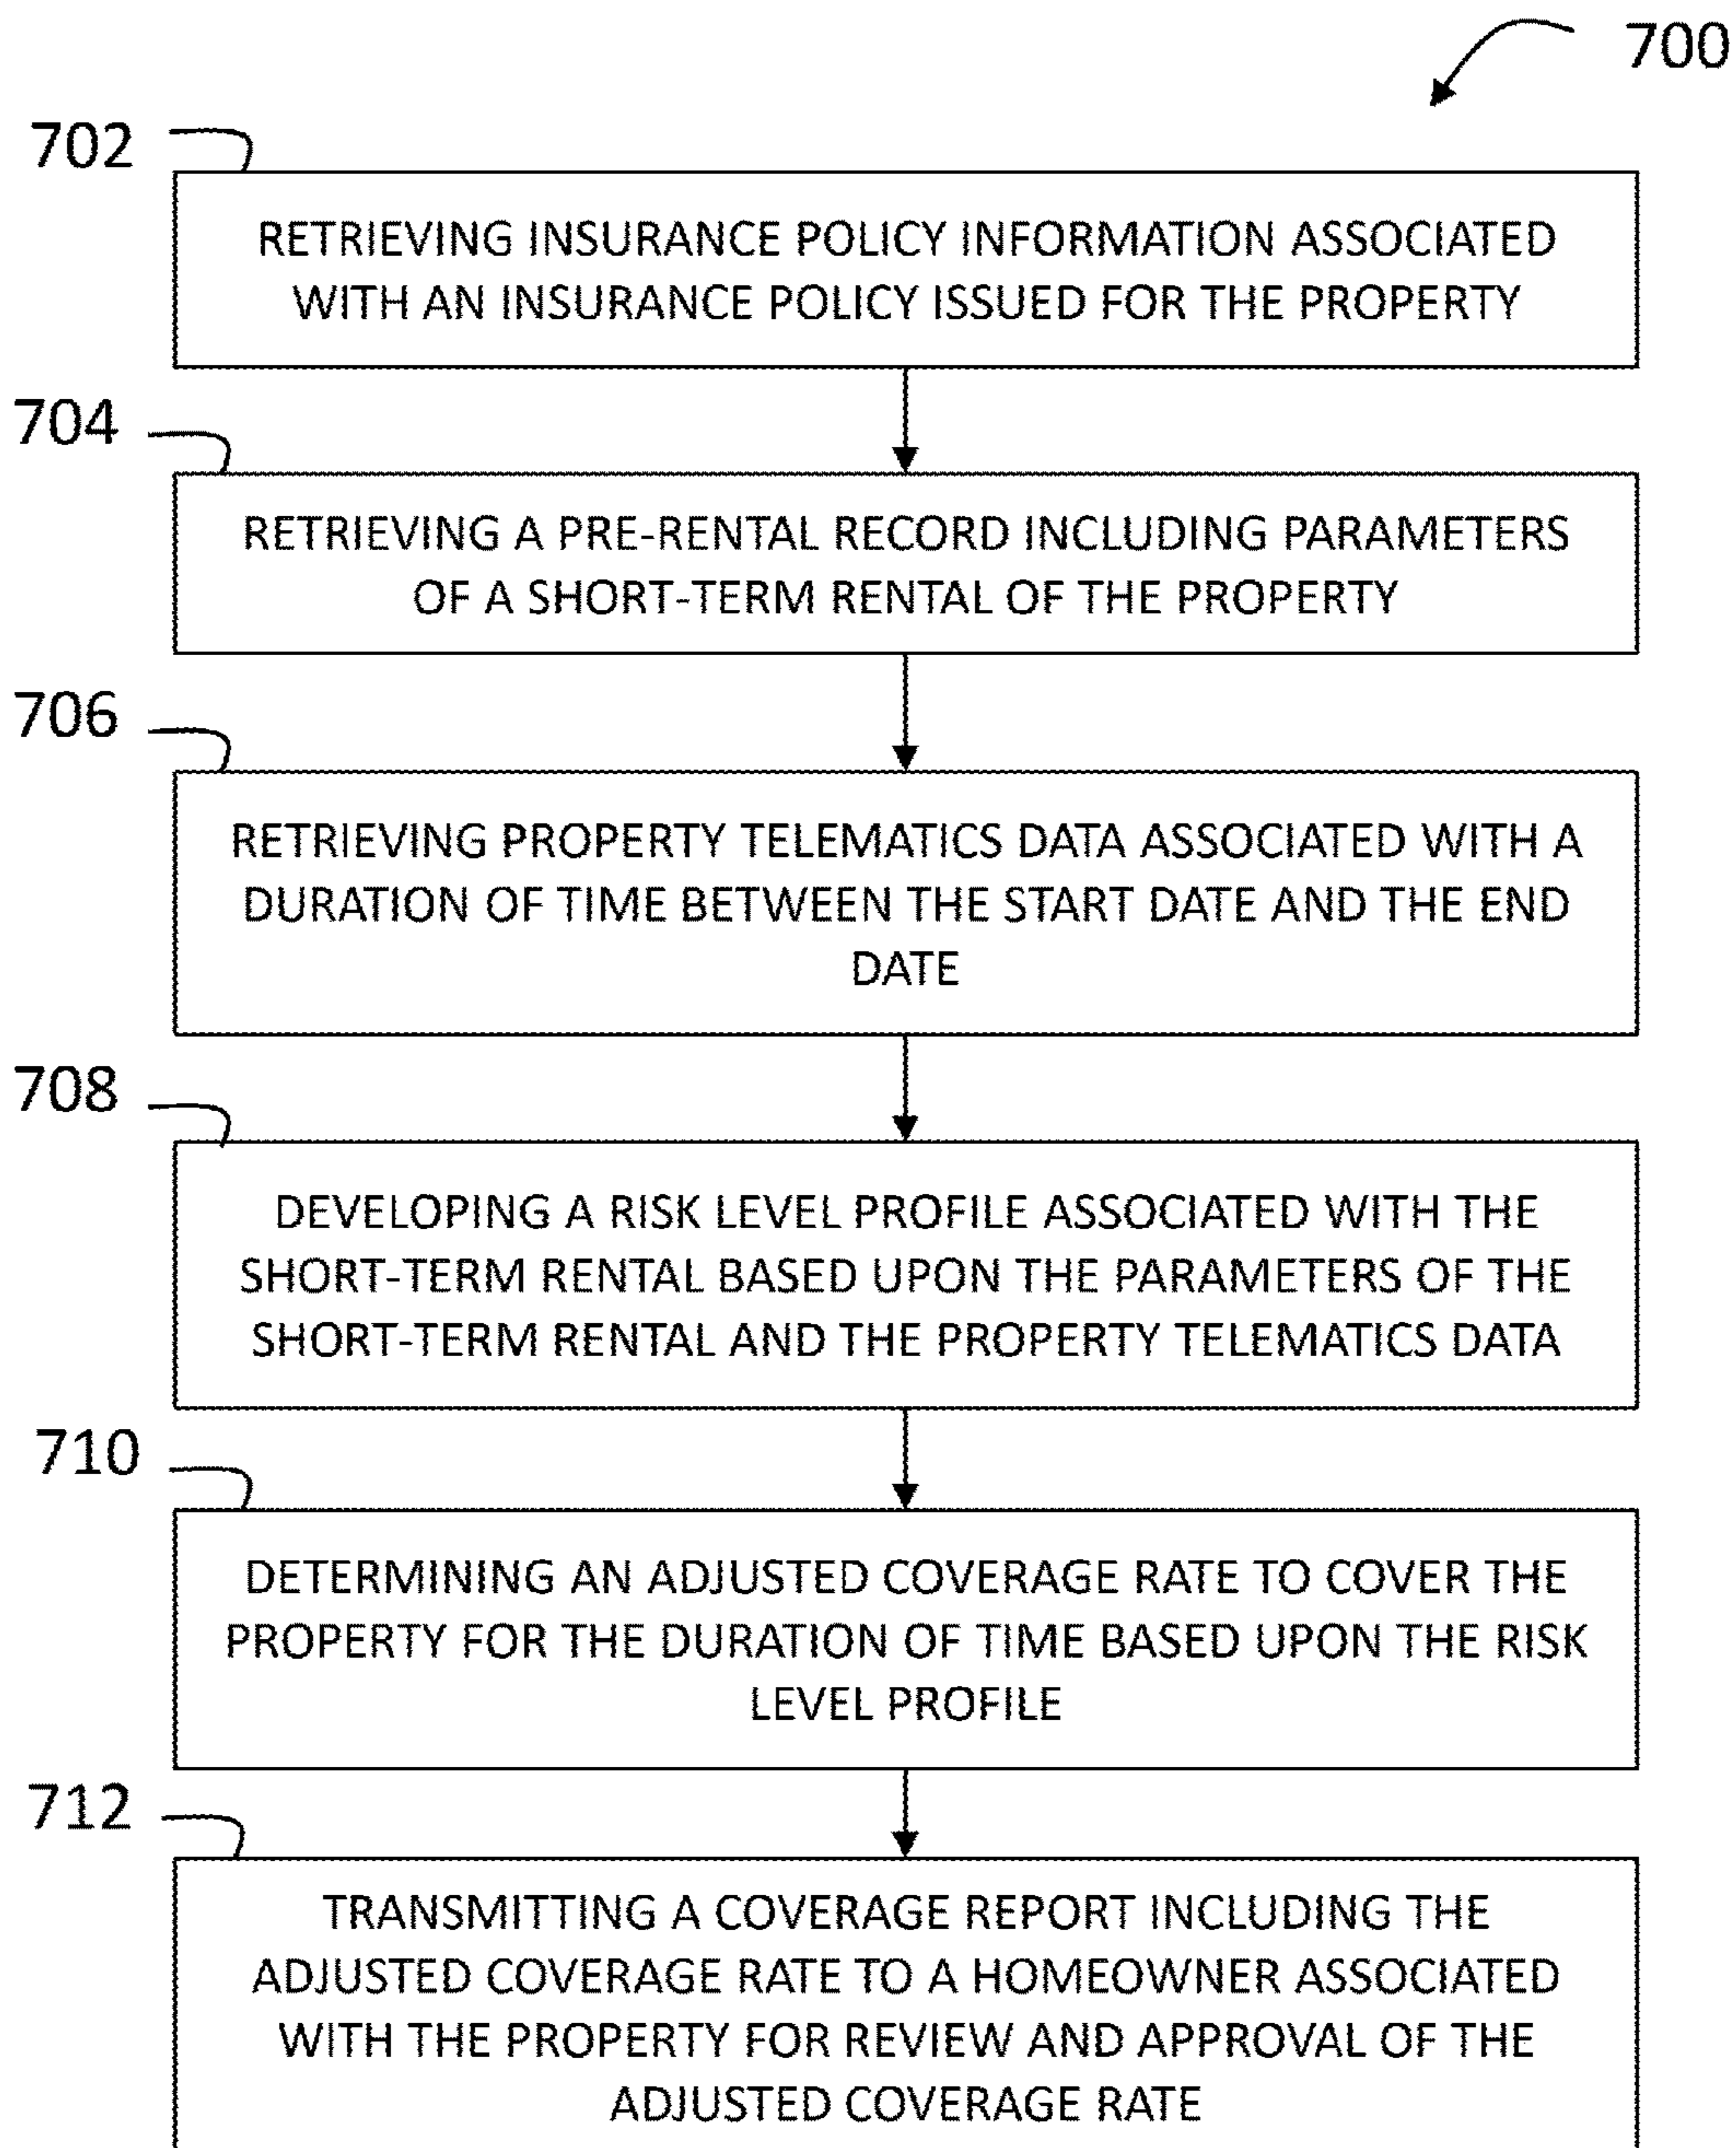 700
702
RETRIEVING INSURANCE POLICY INFORMATION ASSOCIATED
WITH AN INSURANCE POLICY ISSUED FOR THE PROPERTY
704
RETRIEVING A PRE-RENTAL RECORD INCLUDING PARAMETERS
OF A SHORT-TERM RENTAL OF THE PROPERTY
706
RETRIEVING PROPERTY TELEMATICS DATA ASSOCIATED WITH A
DURATION OF TIME BETWEEN THE START DATE AND THE END
DATE
708
DEVELOPING A RISK LEVEL PROFILE ASSOCIATED WITH THE
SHORT-TERM RENTAL BASED UPON THE PARAMETERS OF THE
SHORT-TERM RENTAL AND THE PROPERTY TELEMATICS DATA
710
DETERMINING AN ADJUSTED COVERAGE RATE TO COVER THE
PROPERTY FOR THE DURATION OF TIME BASED UPON THE RISK
LEVEL PROFILE
712
TRANSMITTING A COVERAGE REPORT INCLUDING THE
ADJUSTED COVERAGE RATE TO A HOMEOWNER ASSOCIATED
WITH THE PROPERTY FOR REVIEW AND APPROVAL OF THE
ADJUSTED COVERAGE RATE